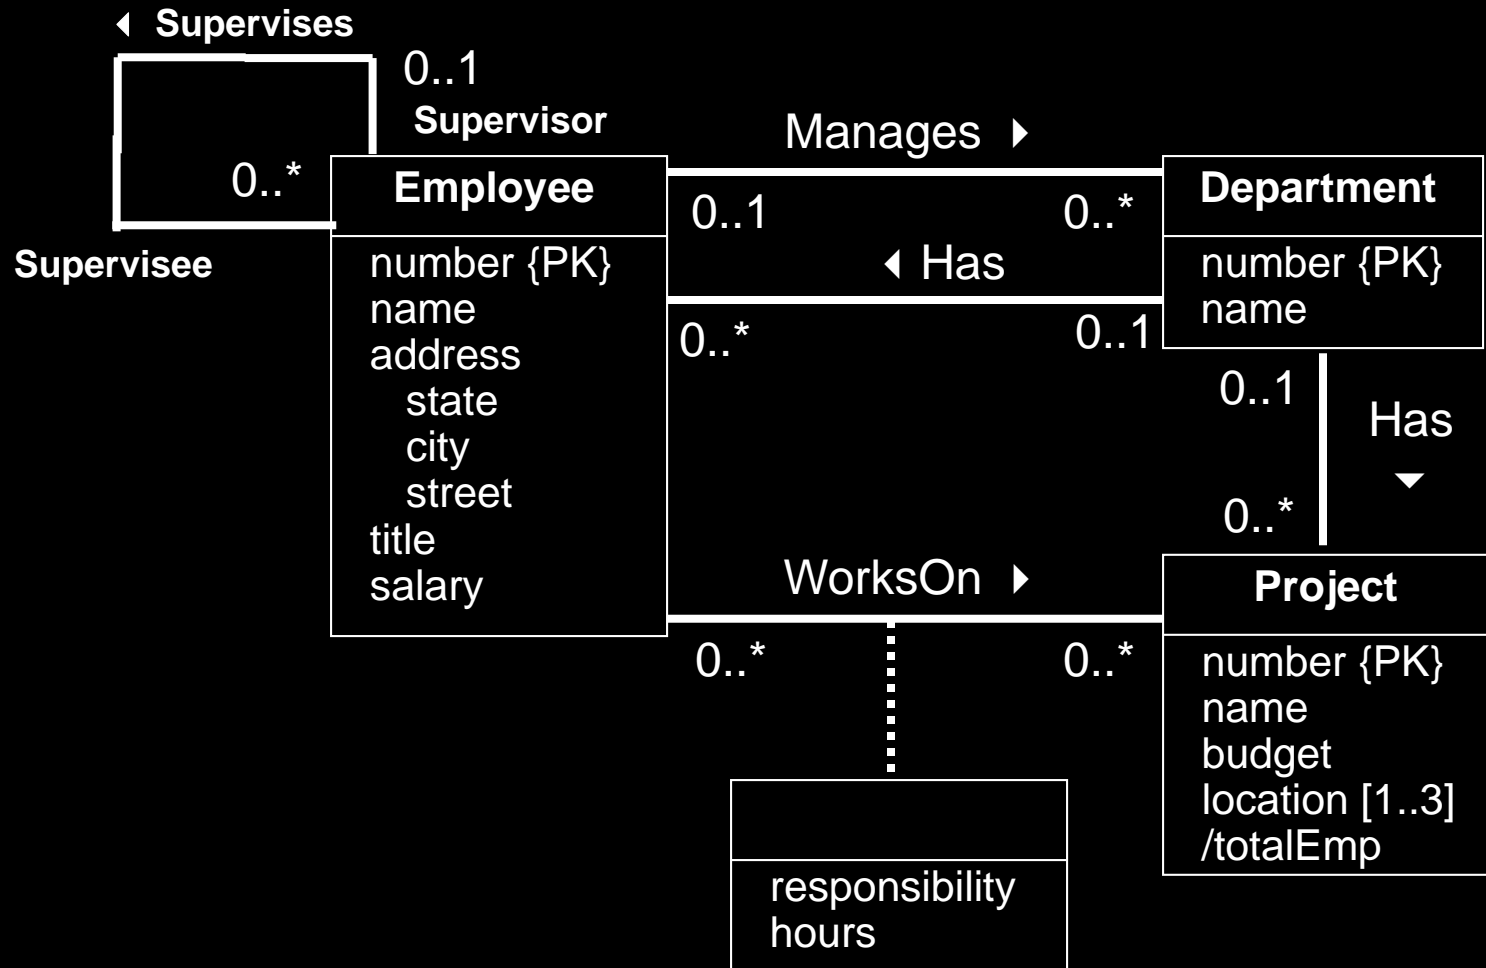 Supervises
0..1
Supervisor
Manages
0..*
Employee
Department
0..1
0..*
Supervisee
number {PK}
name
address
state
city
street
title
salary
Has
0..*
0..1
number {PK}
name
0..1
Has
0..*
WorksOn
0..*
0..*
Project
number {PK}
name
budget
location [1..3]
/totalEmp
responsibility
hours